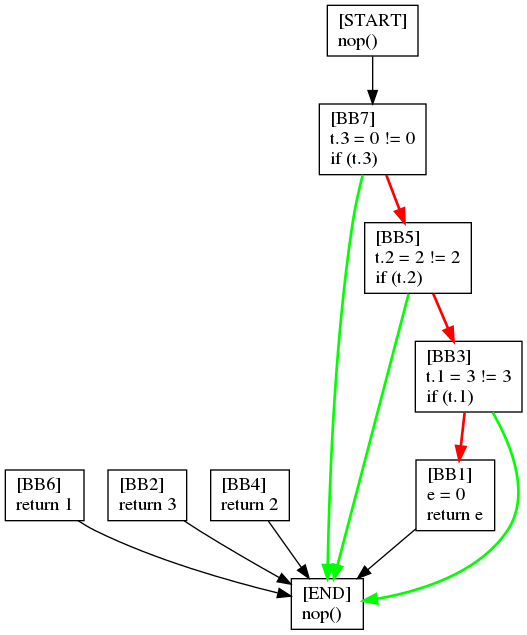 [START]
nop()
[BB7]
t.3 = 0 != 0
if (t.3)
[BB5]
t.2 = 2 != 2
if (t.2)
[BB3]
t.1 = 3 != 3
if (t.1)
[BB6]
return 1
[BB2]
return 3
[BB4]
return 2
[BB1]
e = 0
return e
[END]
nop()